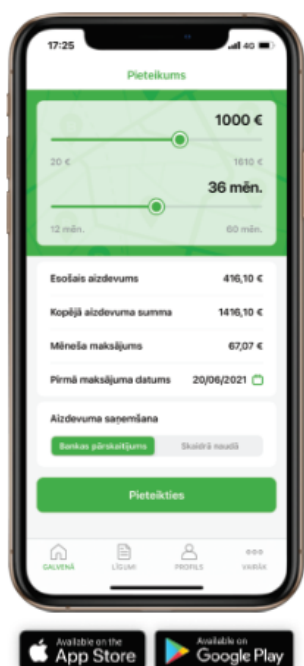 17:25 4G
Pieteikums
1000 €
20 € 1610 €
36 mēn.
12 mēn. 60 mēn.
Esošais aizdevums 416,10 €
Kopējā aizdevuma summa 1416,10 €
Mēneša maksājums 67,07 €
Pirmā maksājuma datums 20/06/2021
Aizdevuma saņemšana
Bankas pārskaitījums Skaidrā naudā
Pieteikties
GALVENĀ LĪGUMI PROFILS VAIRĀK
Available on the Available on
App Store Google Play